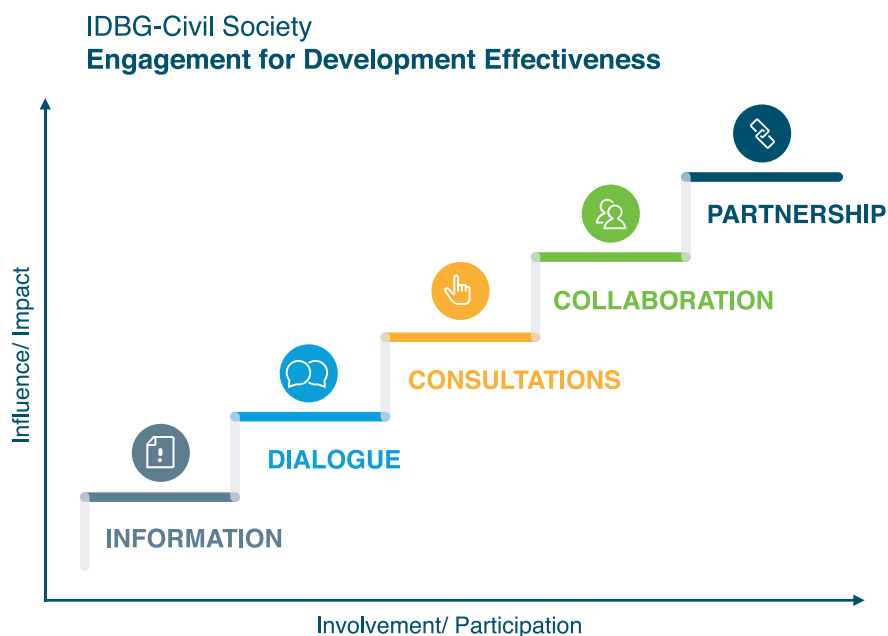 IDBG-Civil Society
Engagement for Development Effectiveness
PARTNERSHIP
COLLABORATION
CONSULTATIONS
DIALOGUE
INFORMATION
Influence/ Impact
Involvement/ Participation